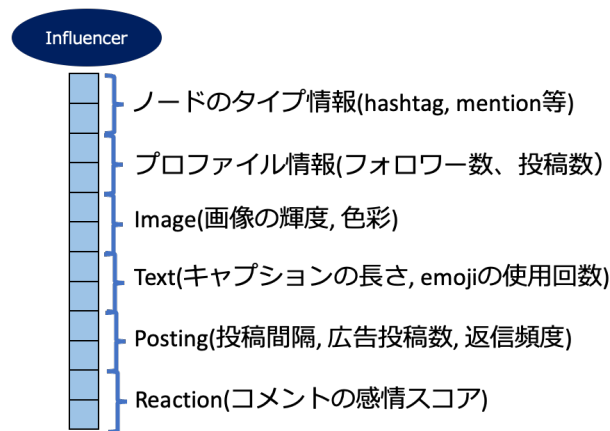 Influencer
ノードのタイプ情報(hashtag, mention等)
プロファイル情報(フォロワー数、投稿数）
Image(画像の輝度, 色彩)
Text(キャプションの長さ, emojiの使用回数)
Posting(投稿間隔, 広告投稿数, 返信頻度)
Reaction(コメントの感情スコア)